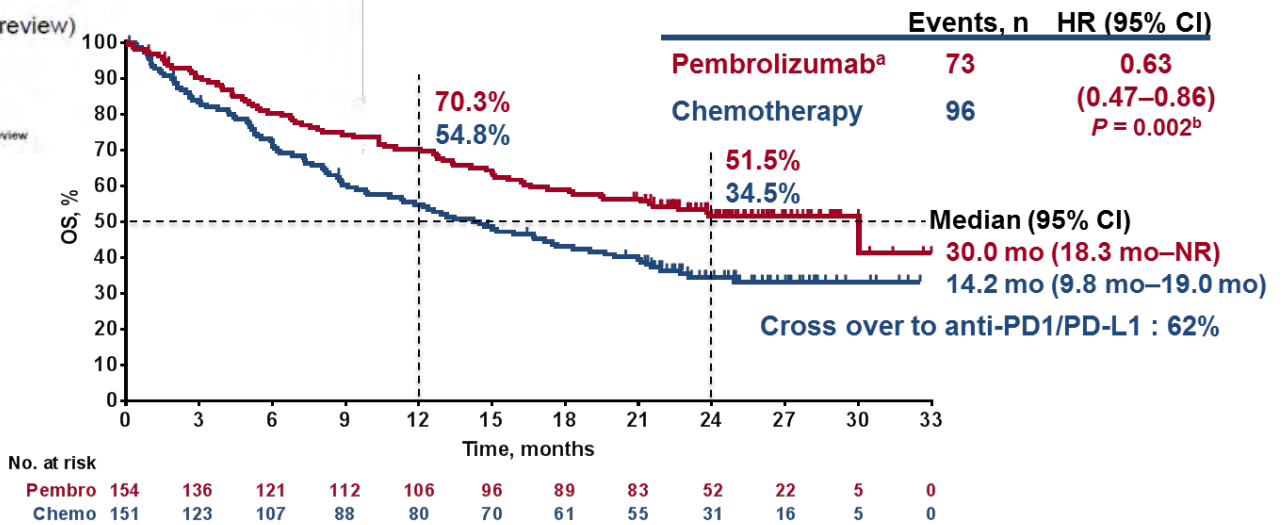 review)
eview
Events, n HR (95% CI)
Pembrolizumabᵃ 73 0.63
(0.47–0.86)
P = 0.002ᵇ
Chemotherapy 96
OS, %
100
90
80
70
60
50
40
30
20
10
0
70.3%
54.8%
51.5%
34.5%
Median (95% CI)
30.0 mo (18.3 mo–NR)
14.2 mo (9.8 mo–19.0 mo)
Cross over to anti-PD1/PD-L1 : 62%
0 3 6 9 12 15 18 21 24 27 30 33
Time, months
No. at risk
Pembro 154 136 121 112 106 96 89 83 52 22 5 0
Chemo 151 123 107 88 80 70 61 55 31 16 5 0